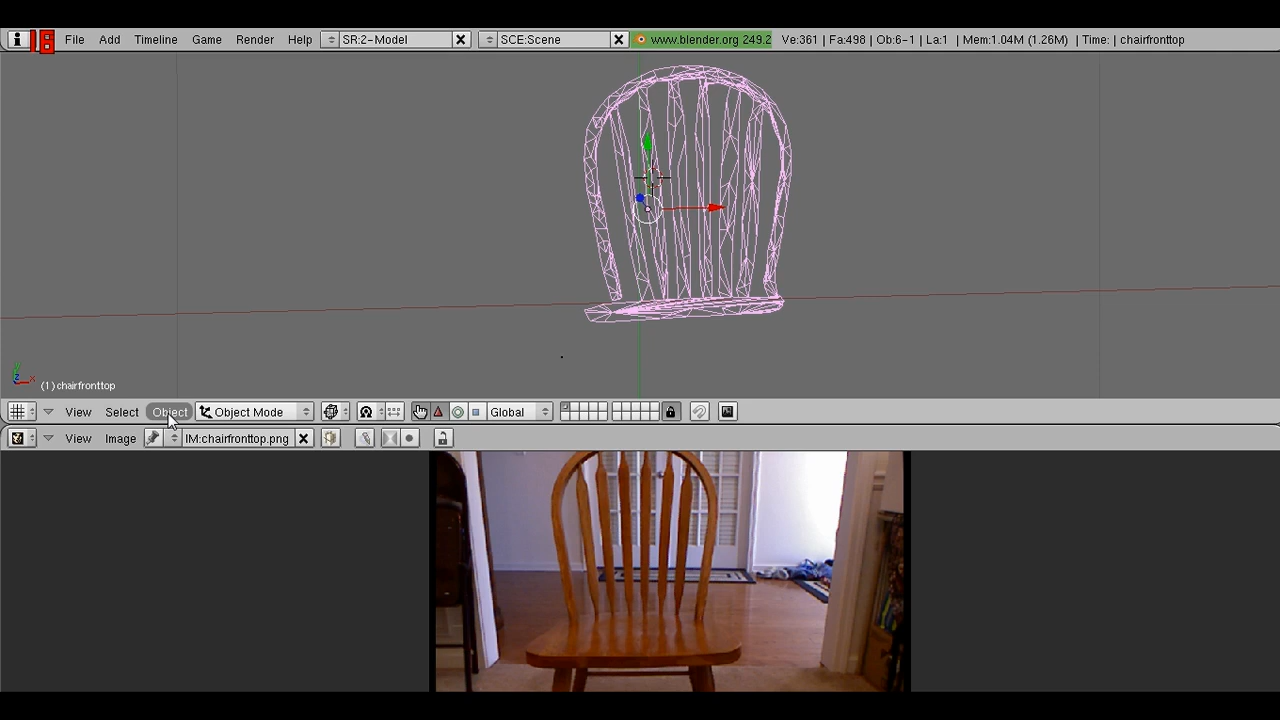 18 File Add Timeline Game Render Help SR:2-Model SCE:Scene www.blender.org 249.2 Ve:361 | Fa:498 | Ob:6-1 | La:1 | Mem:1.04M (1.26M) | Time: | chairfronttop
y
z x
(1) chairfronttop
View Select Object Object Mode Global
View Image IM:chairfronttop.png